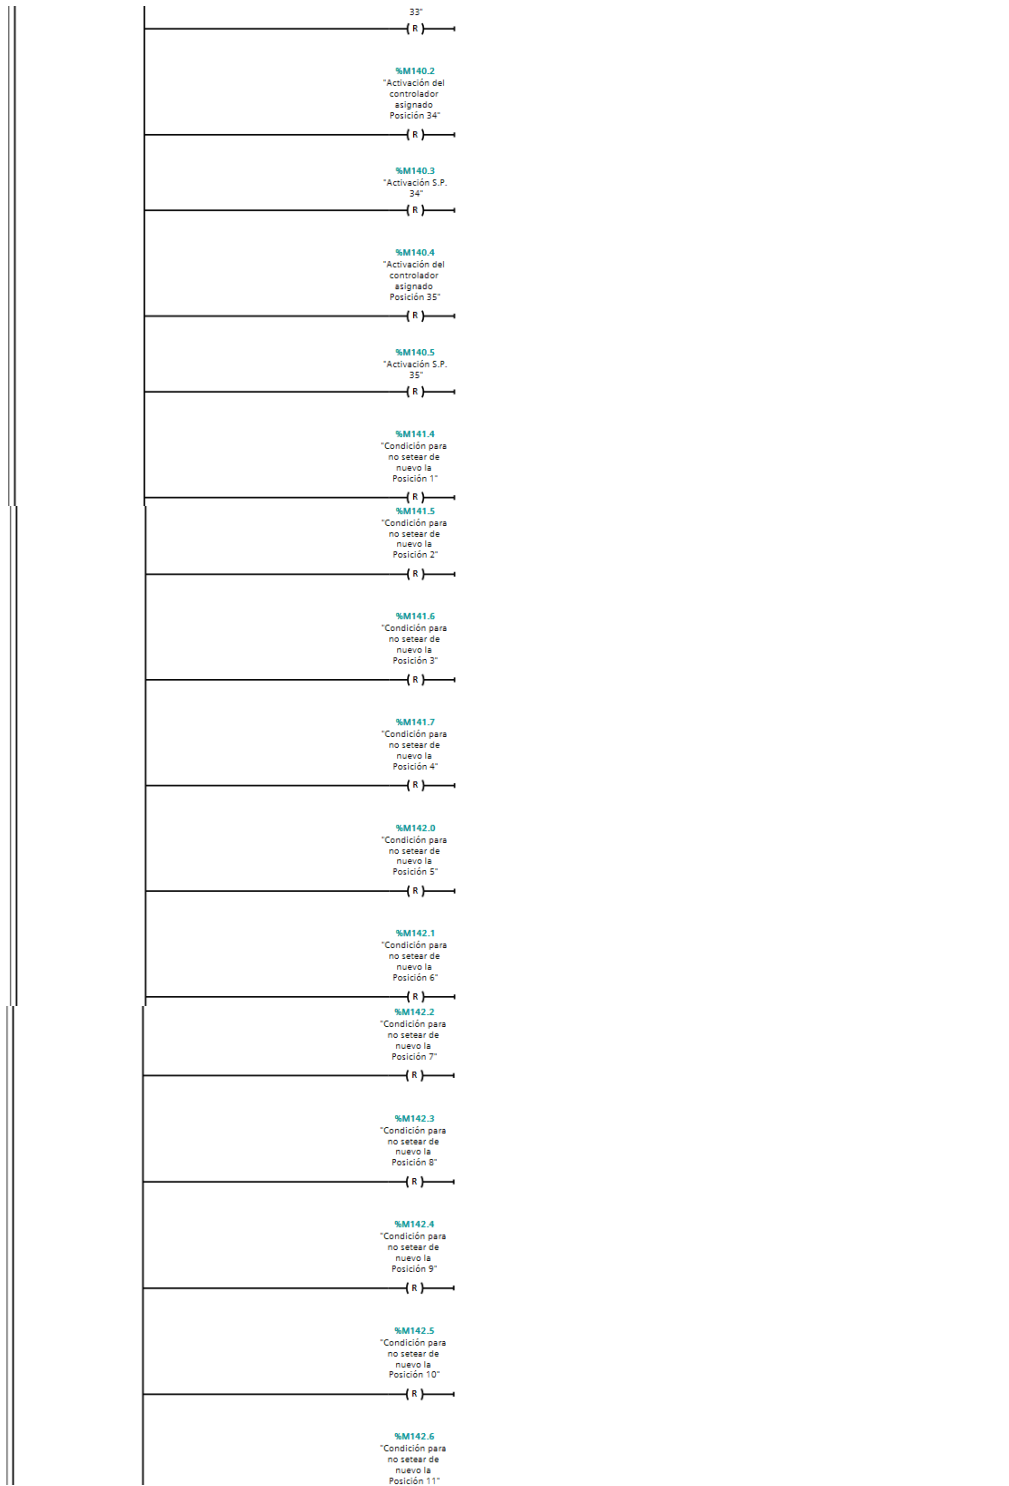 33"
R
%M140.2
"Activación del
controlador
asignado
Posición 34"
R
%M140.3
"Activación S.P.
34"
R
%M140.4
"Activación del
controlador
asignado
Posición 35"
R
%M140.5
"Activación S.P.
35"
R
%M141.4
"Condición para
no setear de
nuevo la
Posición 1"
R
%M141.5
"Condición para
no setear de
nuevo la
Posición 2"
R
%M141.6
"Condición para
no setear de
nuevo la
Posición 3"
R
%M141.7
"Condición para
no setear de
nuevo la
Posición 4"
R
%M142.0
"Condición para
no setear de
nuevo la
Posición 5"
R
%M142.1
"Condición para
no setear de
nuevo la
Posición 6"
R
%M142.2
"Condición para
no setear de
nuevo la
Posición 7"
R
%M142.3
"Condición para
no setear de
nuevo la
Posición 8"
R
%M142.4
"Condición para
no setear de
nuevo la
Posición 9"
R
%M142.5
"Condición para
no setear de
nuevo la
Posición 10"
R
%M142.6
"Condición para
no setear de
nuevo la
Posición 11"